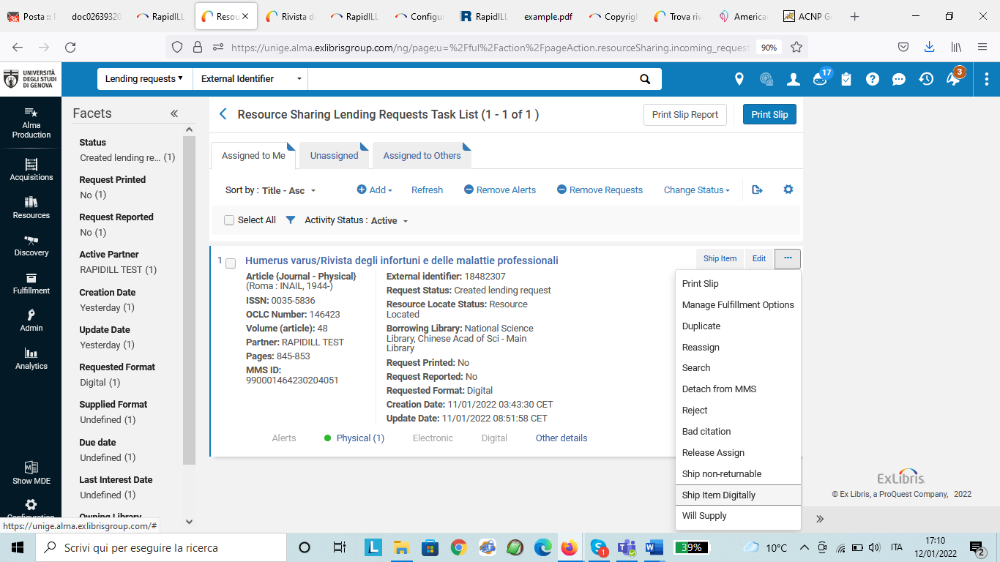 Posta ::
doc02639320
RapidILL
Resou
Rivista de
RapidILL
Configu
RapidILL
example.pdf
Copyrig
Trova riv
America
ACNP Ge
https://unige.alma.exlibrisgroup.com/ng/page;u=%2Fful%2Faction%2FpageAction.resourceSharing.incoming_request
90%
UNIVERSITÀ
DEGLI STUDI
DI GENOVA
Lending requests
External Identifier
17
3
Alma
Production
Acquisitions
Resources
Discovery
Fulfillment
Admin
Analytics
Show MDE
Configuration
Facets
Status
Created lending re... (1)
Request Printed
No (1)
Request Reported
No (1)
Active Partner
RAPIDILL TEST (1)
Creation Date
Yesterday (1)
Update Date
Yesterday (1)
Requested Format
Digital (1)
Supplied Format
Undefined (1)
Due date
Undefined (1)
Last Interest Date
Undefined (1)
Owning Library
Resource Sharing Lending Requests Task List (1 - 1 of 1 )
Print Slip Report
Print Slip
Assigned to Me
Unassigned
Assigned to Others
Sort by : Title - Asc
Add
Refresh
Remove Alerts
Remove Requests
Change Status
Select All
Activity Status : Active
1
Humerus varus/Rivista degli infortuni e delle malattie professionali
Ship Item
Edit
Article {Journal - Physical}
(Roma : INAIL, 1944-)
ISSN: 0035-5836
OCLC Number: 146423
Volume (article): 48
Partner: RAPIDILL TEST
Pages: 845-853
MMS ID:
990001464230204051
External identifier: 18482307
Request Status: Created lending request
Resource Locate Status: Resource
Located
Borrowing Library: National Science
Library, Chinese Acad of Sci - Main
Library
Request Printed: No
Request Reported: No
Requested Format: Digital
Creation Date: 11/01/2022 03:43:30 CET
Update Date: 11/01/2022 08:51:58 CET
Alerts
Physical (1)
Electronic
Digital
Other details
Print Slip
Manage Fulfillment Options
Duplicate
Reassign
Search
Detach from MMS
Reject
Bad citation
Release Assign
Ship non-returnable
Ship Item Digitally
Will Supply
ExLibris
© Ex Libris, a ProQuest Company, 2022
https://unige.alma.exlibrisgroup.com/#
Scrivi qui per eseguire la ricerca
L
1
39%
10°C
ITA
17:10
12/01/2022
2